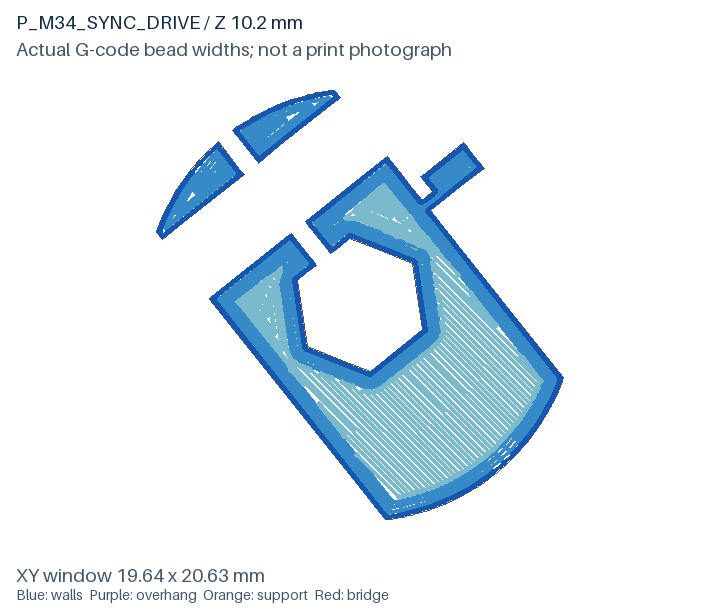 P_M34_SYNC_DRIVE / Z 10.2 mm
Actual G-code bead widths; not a print photograph
XY window 19.64 x 20.63 mm
Blue: walls  Purple: overhang  Orange: support  Red: bridge